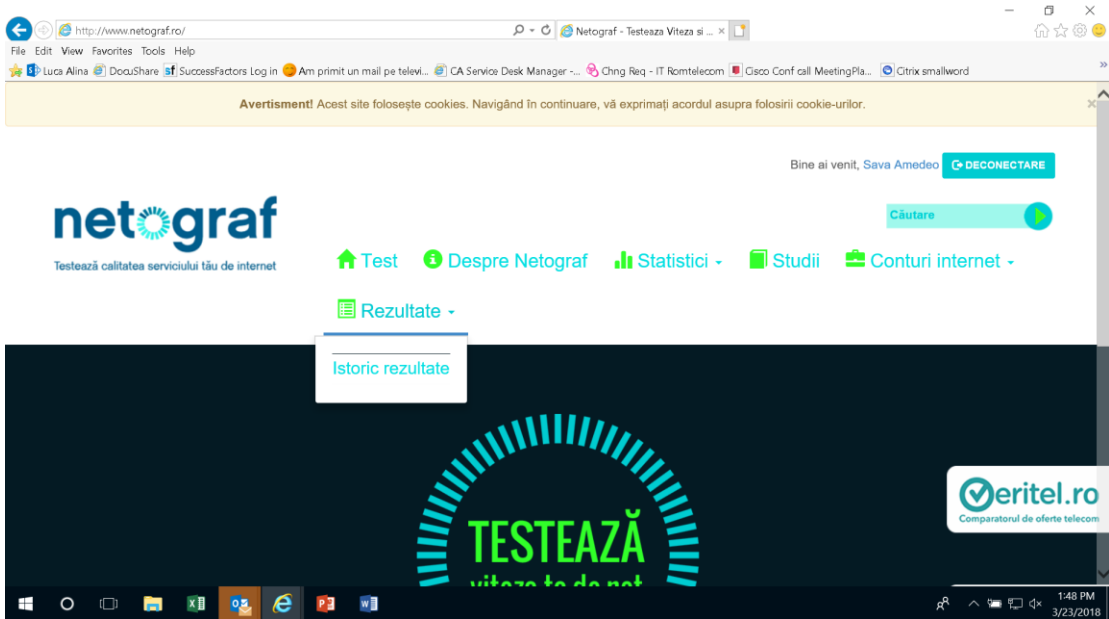 http://www.netograf.ro/
Netograf - Testeaza Viteza si ...
File Edit View Favorites Tools Help
Luca Alina DocuShare SuccessFactors Log in Am primit un mail pe televi... CA Service Desk Manager -... Chng Req - IT Romtelecom Cisco Conf call MeetingPla... Citrix smallword
Avertisment! Acest site folosește cookies. Navigând în continuare, vă exprimați acordul asupra folosirii cookie-urilor.
Bine ai venit, Sava Amedeo DECONECTARE
Căutare
netograf
Testează calitatea serviciului tău de internet
Test Despre Netograf Statistici Studii Conturi internet
Rezultate
Istoric rezultate
TESTEAZĂ
viteza te de net
Veritel.ro
Comparatorul de oferte telecom
1:48 PM
3/23/2018